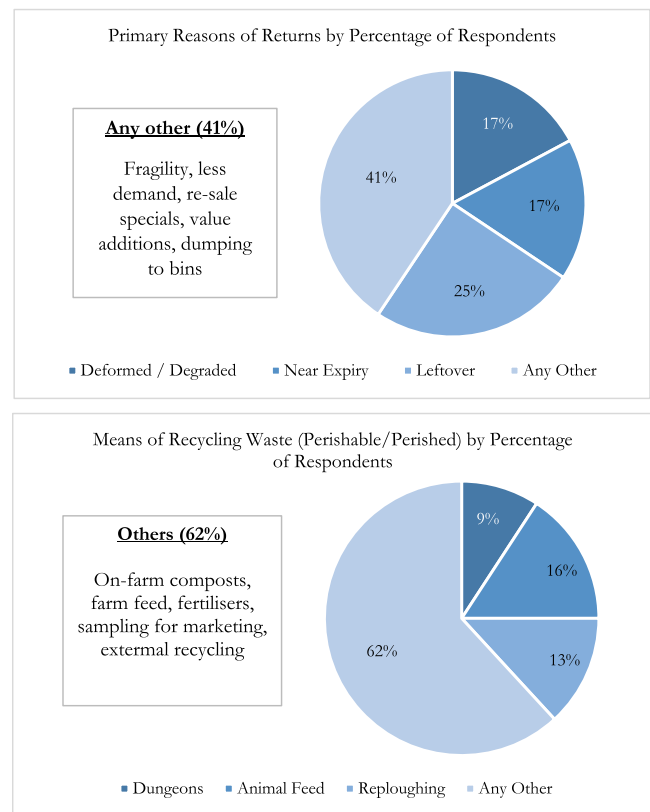 Primary Reasons of Returns by Percentage of Respondents
Any other (41%)
Fragility, less
demand, re-sale
specials, value
additions, dumping
to bins
17%
17%
25%
41%
Deformed / Degraded Near Expiry Leftover Any Other
Means of Recycling Waste (Perishable/Perished) by Percentage
of Respondents
Others (62%)
On-farm composts,
farm feed, fertilisers,
sampling for marketing,
extermal recycling
9%
16%
13%
62%
Dungeons Animal Feed Reploughing Any Other